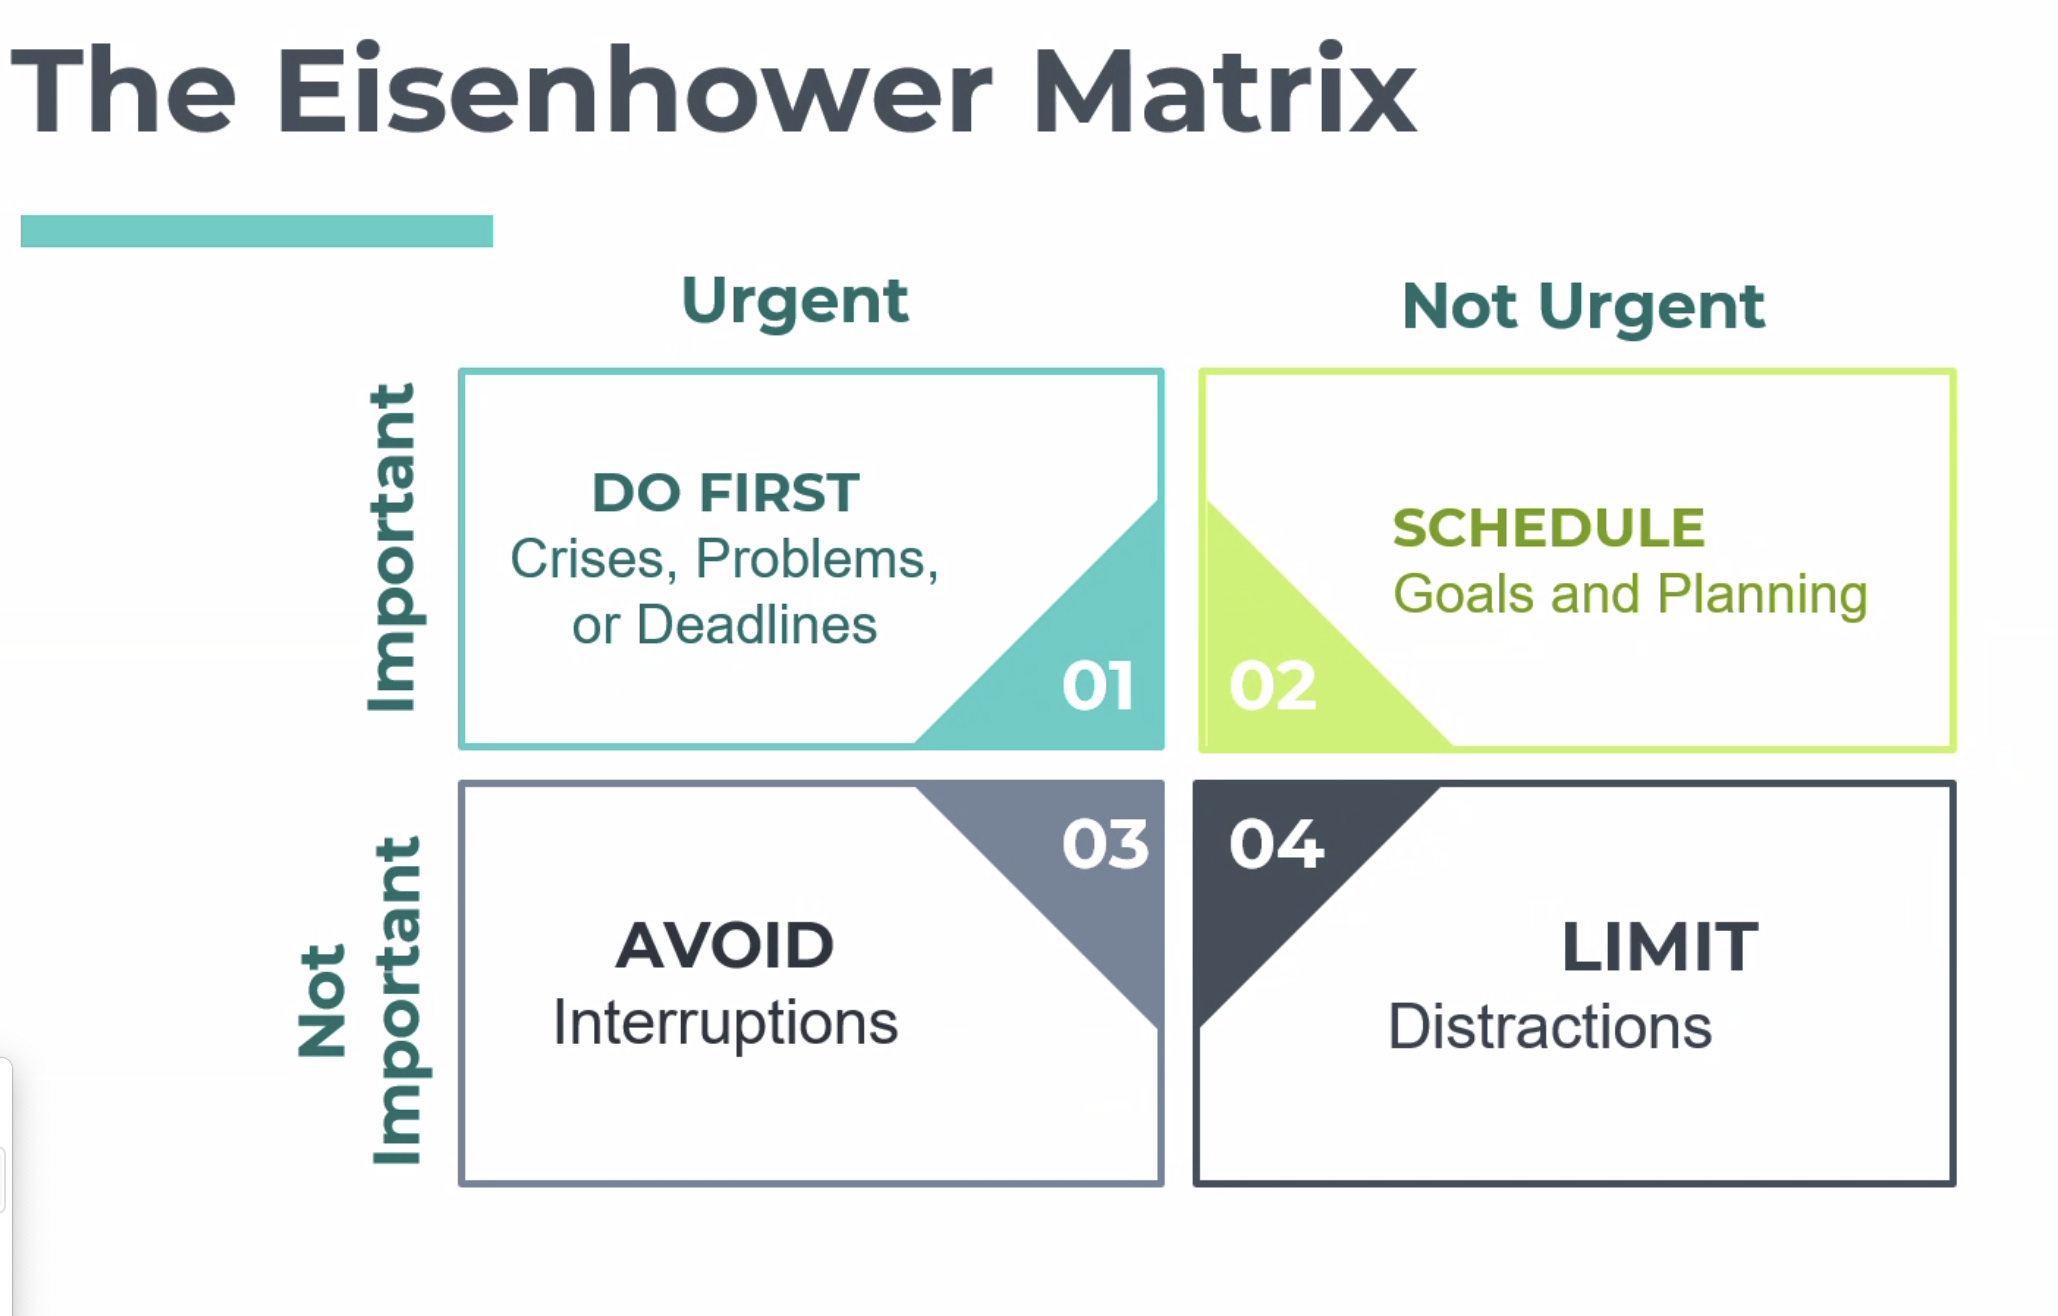 The Eisenhower Matrix
Urgent
Not Urgent
Important
DO FIRST
Crises, Problems,
or Deadlines
01
SCHEDULE
Goals and Planning
02
Not
Important
03
AVOID
Interruptions
04
LIMIT
Distractions